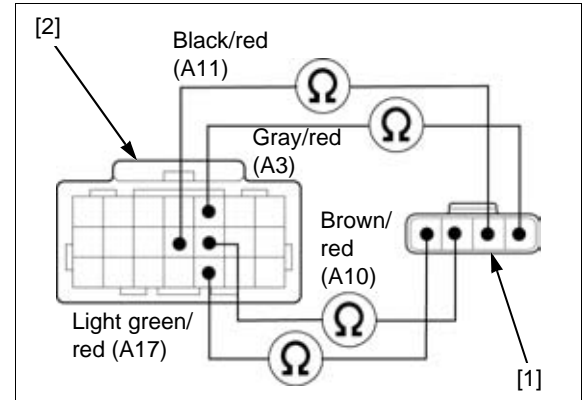 [2]
Black/red
(A11)
Ω
Ω
Gray/red
(A3)
Brown/
red
(A10)
Light green/
red (A17)
Ω
Ω
[1]